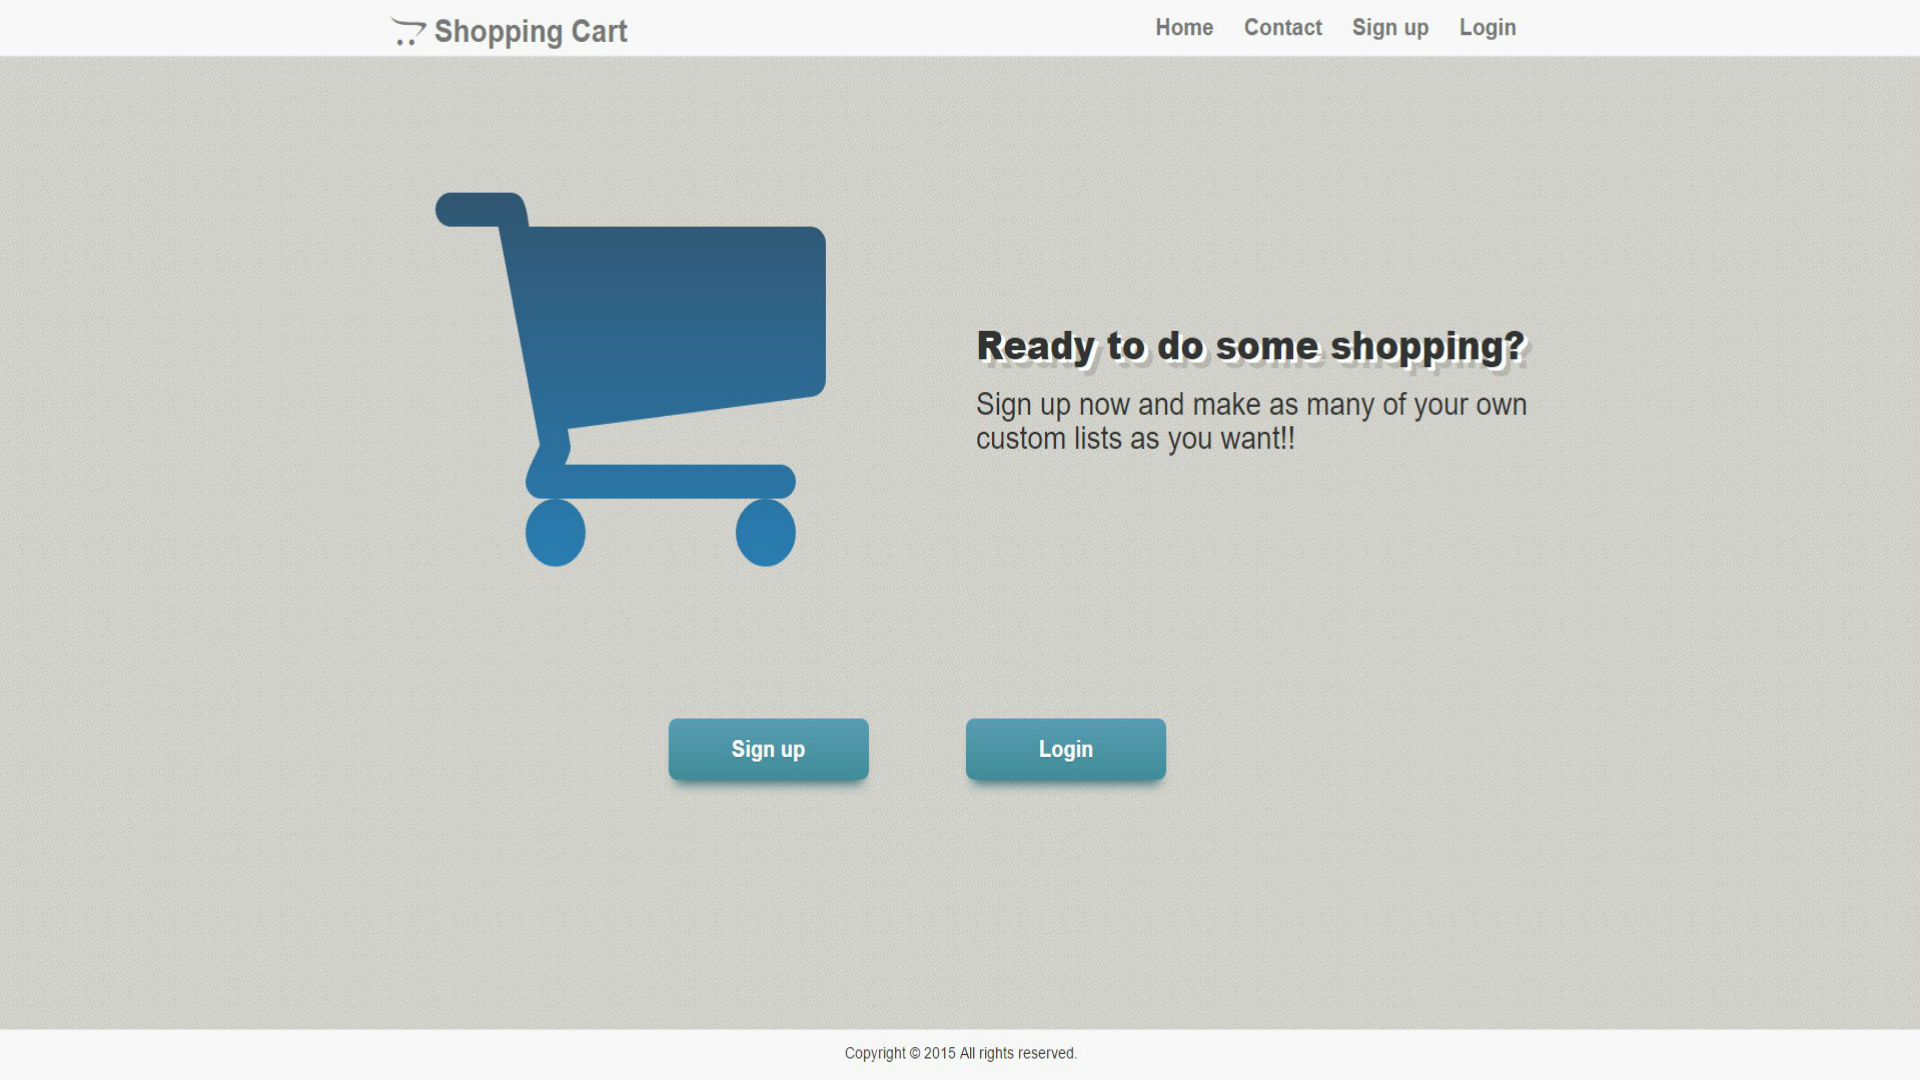 Shopping Cart
Home Contact Sign up Login
Ready to do some shopping?
Sign up now and make as many of your own
custom lists as you want!!
Sign up
Login
Copyright © 2015 All rights reserved.